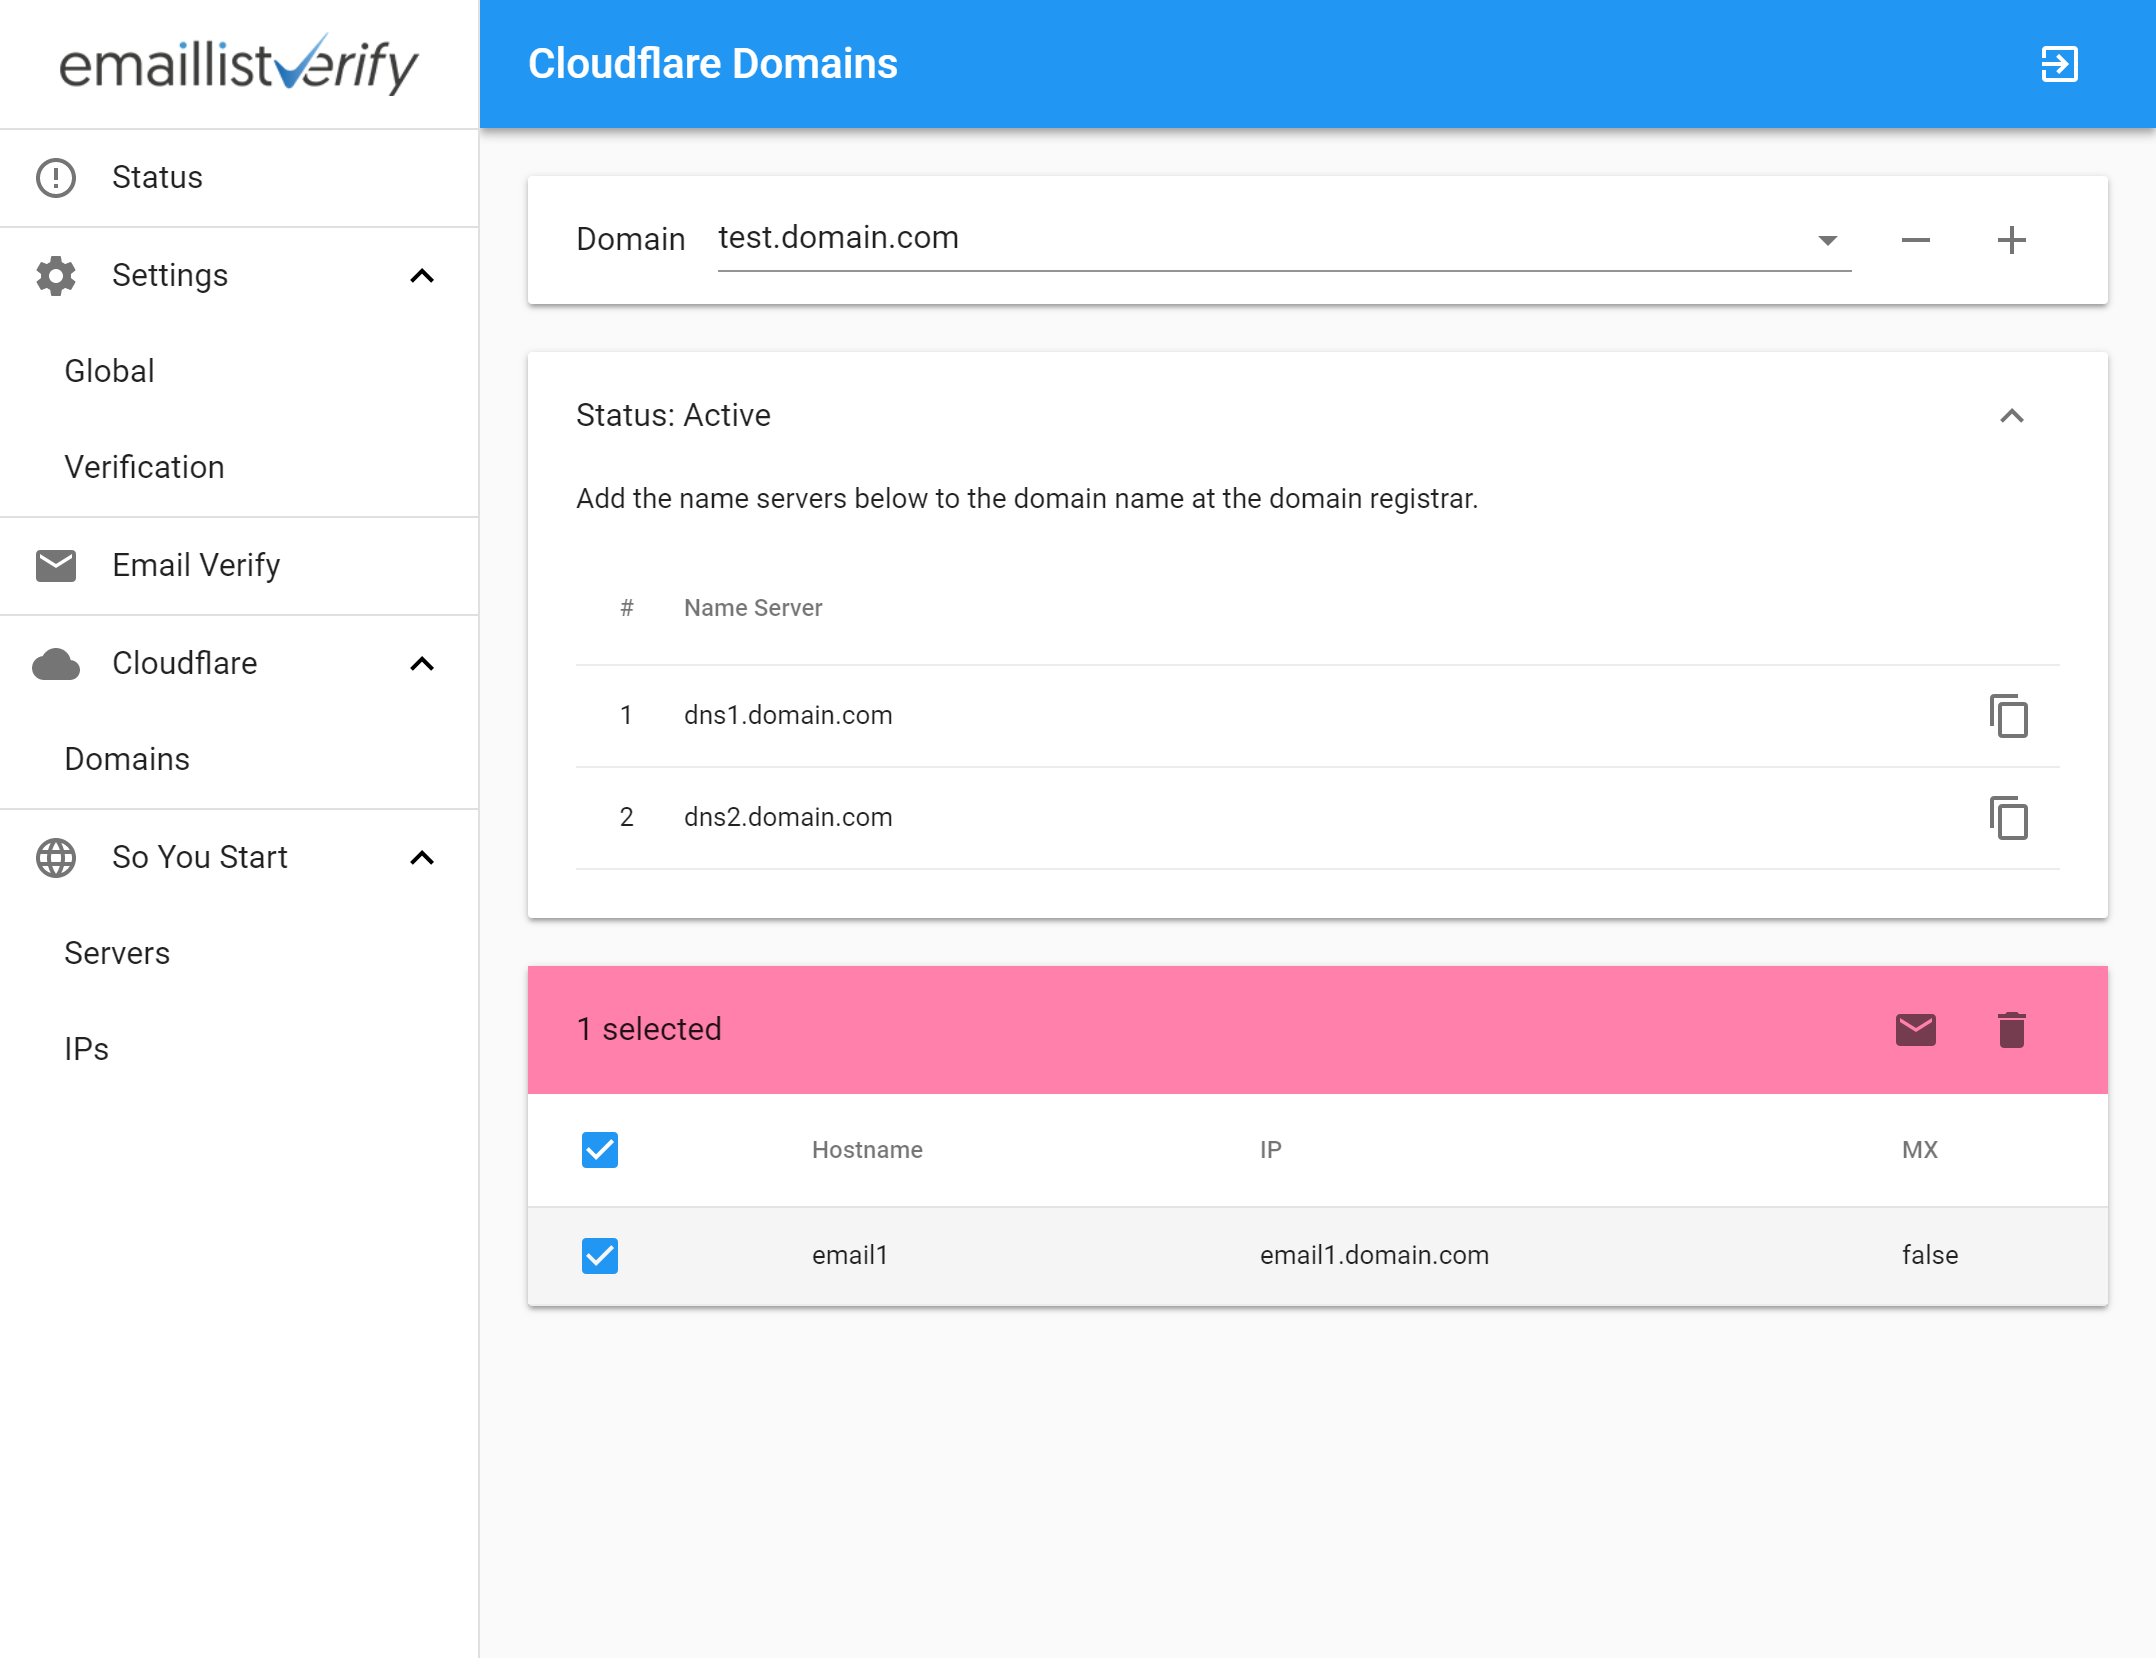 emaillistverify
Cloudflare Domains
Status
Settings
Global
Verification
Email Verify
Cloudflare
Domains
So You Start
Servers
IPs
Domain test.domain.com
Status: Active
Add the name servers below to the domain name at the domain registrar.
# Name Server
1 dns1.domain.com
2 dns2.domain.com
1 selected
Hostname IP MX
email1 email1.domain.com false